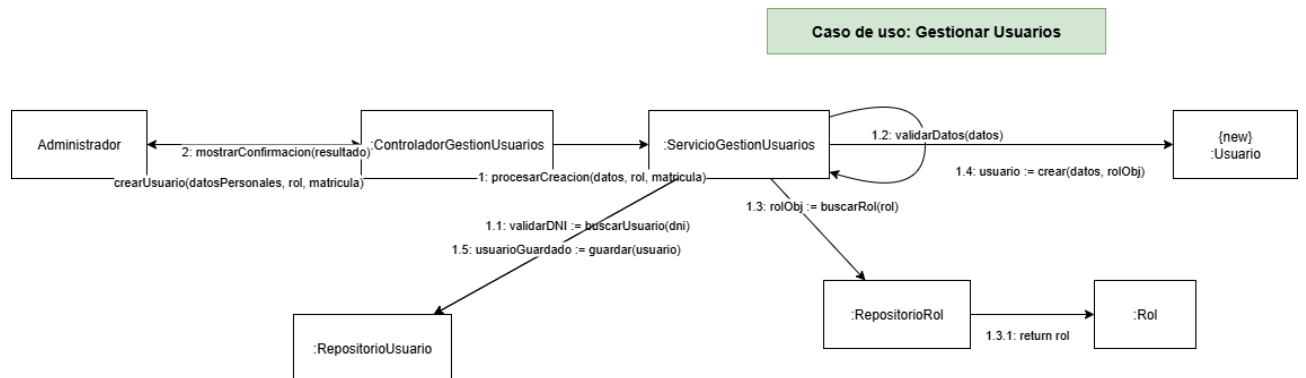 Caso de uso: Gestionar Usuarios
Administrador
:ControladorGestionUsuarios
:ServicioGestionUsuarios
{new}
:Usuario
2: mostrarConfirmacion(resultado)
crearUsuario(datosPersonales, rol, matricula)
1: procesarCreacion(datos, rol, matricula)
1.2: validarDatos(datos)
1.4: usuario := crear(datos, rolObj)
1.3: rolObj := buscarRol(rol)
1.1: validarDNI := buscarUsuario(dni)
1.5: usuarioGuardado := guardar(usuario)
:RepositorioUsuario
:RepositorioRol
1.3.1: return rol
:Rol